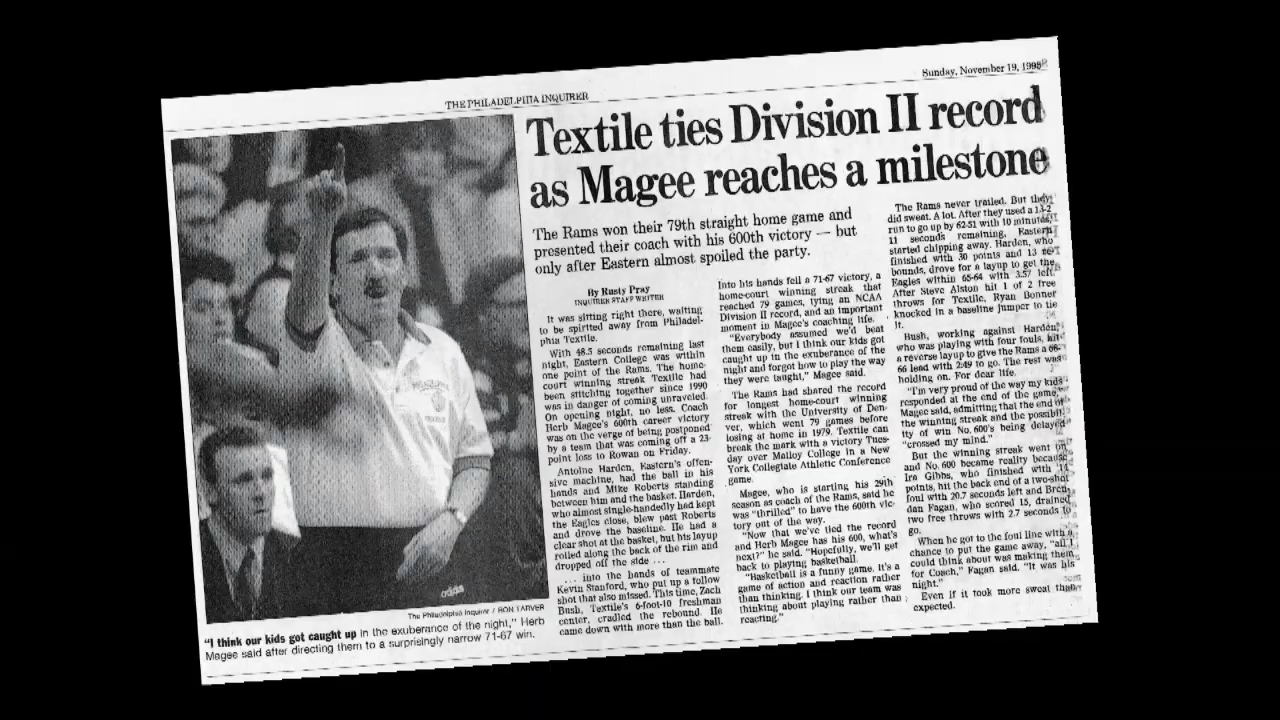 THE PHILADELPHIA INQUIRER
Sunday, November 19, 1995
Textile ties Division II record
as Magee reaches a milestone
The Rams won their 79th straight home game and
presented their coach with his 600th victory — but
only after Eastern almost spoiled the party.
By Rusty Pray
INQUIRER STAFF WRITER
It was sitting right there, waiting
to be spirited away from Philadel-
phia Textile.
With 48.5 seconds remaining last
night, Eastern College was within
one point of the Rams. The home-
court winning streak Textile had
been stitching together since 1990
was in danger of coming unraveled.
On opening night, no less. Coach
Herb Magee's 600th career victory
was on the verge of being postponed
by a team that was coming off a 23-
point loss to Rowan on Friday.
Antoine Harden, Eastern's offen-
sive machine, had the ball in his
hands and Mike Roberts standing
between him and the basket. Harden,
who almost single-handedly had kept
the Eagles close, blew past Roberts
and drove the baseline. He had a
clear shot at the basket, but his layup
rolled along the back of the rim and
dropped off the side ...
... into the hands of teammate
Kevin Stanford, who put up a follow
shot that also missed. This time, Zach
Bush, Textile's 6-foot-10 freshman
center, cradled the rebound. He
came down with more than the ball.
Into his hands fell a 71-67 victory, a
home-court winning streak that
reached 79 games, tying an NCAA
Division II record, and an important
moment in Magee's coaching life.
"Everybody assumed we'd beat
them easily, but I think our kids got
caught up in the exuberance of the
night and forgot how to play the way
they were taught," Magee said.
The Rams had shared the record
for longest home-court winning
streak with the University of Den-
ver, which went 79 games before
losing at home in 1979. Textile can
break the mark with a victory Tues-
day over Malloy College in a New
York Collegiate Athletic Conference
game.
Magee, who is starting his 29th
season as coach of the Rams, said he
was "thrilled" to have the 600th vic-
tory out of the way.
"Now that we've tied the record
and Herb Magee has his 600, what's
next?" he said. "Hopefully, we'll get
back to playing basketball.
"Basketball is a funny game. It's a
game of action and reaction rather
than thinking. I think our team was
thinking about playing rather than
reacting."
The Rams never trailed. But they
did sweat. A lot. After they used a 13-2
run to go up by 62-51 with 10 minutes,
11 seconds remaining, Eastern
started chipping away. Harden, who
finished with 30 points and 13 re-
bounds, drove for a layup to get the
Eagles within 65-64 with 3:57 left.
After Steve Alston hit 1 of 2 free
throws for Textile, Ryan Bonner
knocked in a baseline jumper to tie
it.
Bush, working against Harden,
who was playing with four fouls, hit
a reverse layup to give the Rams a 68-
66 lead with 2:49 to go. The rest was
holding on. For dear life.
"I'm very proud of the way my kids
responded at the end of the game,"
Magee said, admitting that the end of
the winning streak and the possibil-
ity of win No. 600's being delayed
"crossed my mind."
But the winning streak went on
and No. 600 became reality because
Ira Gibbs, who finished with 14
points, hit the back end of a two-shot
foul with 20.7 seconds left and Bren-
dan Fagan, who scored 15, drained
two free throws with 2.7 seconds to
go.
When he got to the foul line with a
chance to put the game away, "all I
could think about was making them
for Coach," Fagan said. "It was his
night."
Even if it took more sweat than
expected.
adidas
The Philadelphia Inquirer / RON TARVER
"I think our kids got caught up in the exuberance of the night," Herb
Magee said after directing them to a surprisingly narrow 71-67 win.